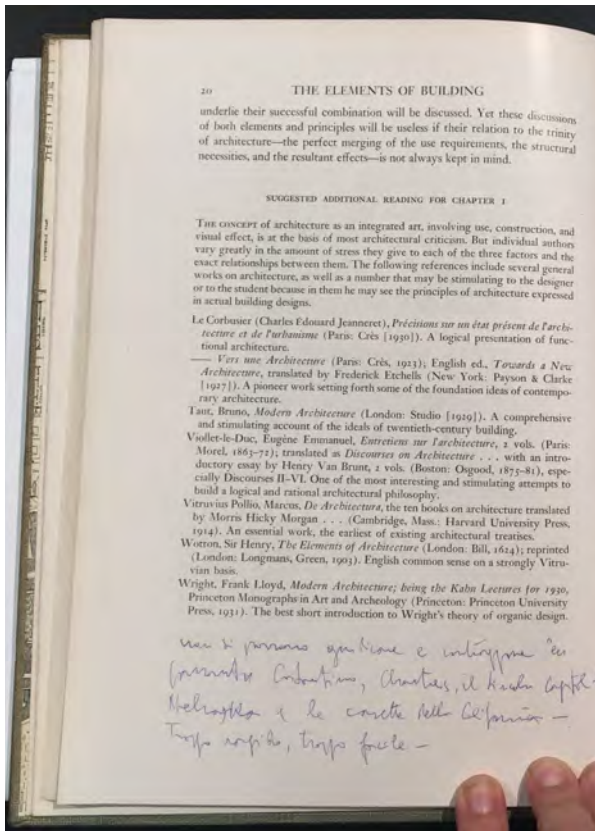 20 THE ELEMENTS OF BUILDING
underlie their successful combination will be discussed. Yet these discussions
of both elements and principles will be useless if their relation to the trinity
of architecture—the perfect merging of the use requirements, the structural
necessities, and the resultant effects—is not always kept in mind.
SUGGESTED ADDITIONAL READING FOR CHAPTER I
THE CONCEPT of architecture as an integrated art, involving use, construction, and
visual effect, is at the basis of most architectural criticism. But individual authors
vary greatly in the amount of stress they give to each of the three factors and the
exact relationships between them. The following references include several general
works on architecture, as well as a number that may be stimulating to the designer
or to the student because in them he may see the principles of architecture expressed
in actual building designs.
Le Corbusier (Charles Edouard Jeanneret), Précisions sur un état présent de l'archi-
tecture et de l'urbanisme (Paris: Crès [1930]). A logical presentation of func-
tional architecture.
—— Vers une Architecture (Paris: Crès, 1923); English ed., Towards a New
Architecture, translated by Frederick Etchells (New York: Payson & Clarke
[1927]). A pioneer work setting forth some of the foundation ideas of contempo-
rary architecture.
Taut, Bruno, Modern Architecture (London: Studio [1929]). A comprehensive
and stimulating account of the ideals of twentieth-century building.
Viollet-le-Duc, Eugène Emmanuel, Entretiens sur l'architecture, 2 vols. (Paris:
Morel, 1863–72); translated as Discourses on Architecture . . . with an intro-
ductory essay by Henry Van Brunt, 2 vols. (Boston: Osgood, 1875–81), espe-
cially Discourses II–VI. One of the most interesting and stimulating attempts to
build a logical and rational architectural philosophy.
Vitruvius Pollio, Marcus, De Architectura, the ten books on architecture translated
by Morris Hicky Morgan . . . (Cambridge, Mass.: Harvard University Press,
1914). An essential work, the earliest of existing architectural treatises.
Wotton, Sir Henry, The Elements of Architecture (London: Bill, 1624); reprinted
(London: Longmans, Green, 1903). English common sense on a strongly Vitru-
vian basis.
Wright, Frank Lloyd, Modern Architecture; being the Kahn Lectures for 1930,
Princeton Monographs in Art and Archeology (Princeton: Princeton University
Press, 1931). The best short introduction to Wright's theory of organic design.
non si possono
Chartres, il
e le casette della California —
Troppo rapido, troppo facile —